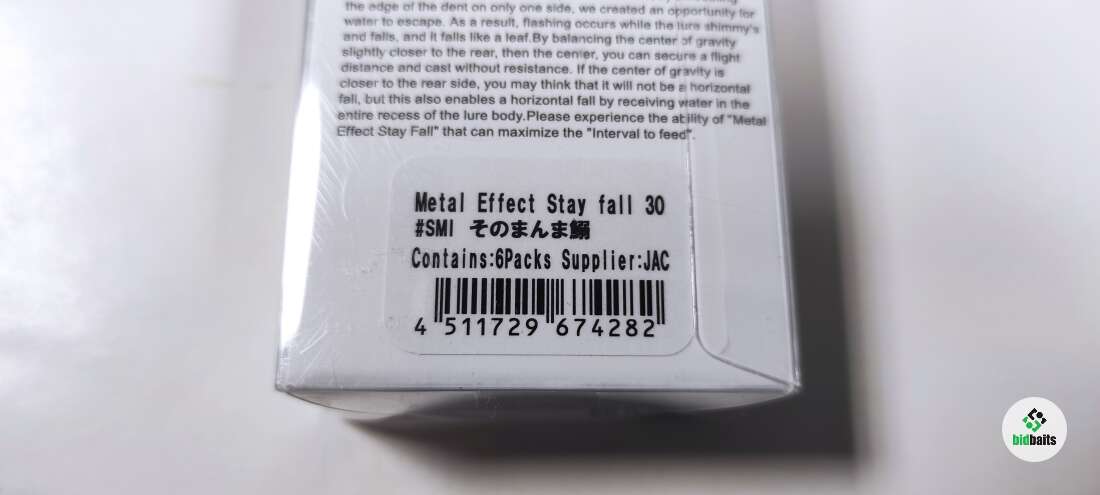 the edge of the dent on only one side, we created an opportunity for
water to escape. As a result, flashing occurs while the lure shimmy's
and falls, and it falls like a leaf.By balancing the center of gravity
slightly closer to the rear, then the center, you can secure a flight
distance and cast without resistance. If the center of gravity is
closer to the rear side, you may think that it will not be a horizontal
fall, but this also enables a horizontal fall by receiving water in the
entire recess of the lure body.Please experience the ability of "Metal
Effect Stay Fall" that can maximize the "Interval to feed".
Metal Effect Stay fall 30
#SMI そのまんま鰯
Contains:6Packs Supplier:JAC
4 511729 674282
bidbaits